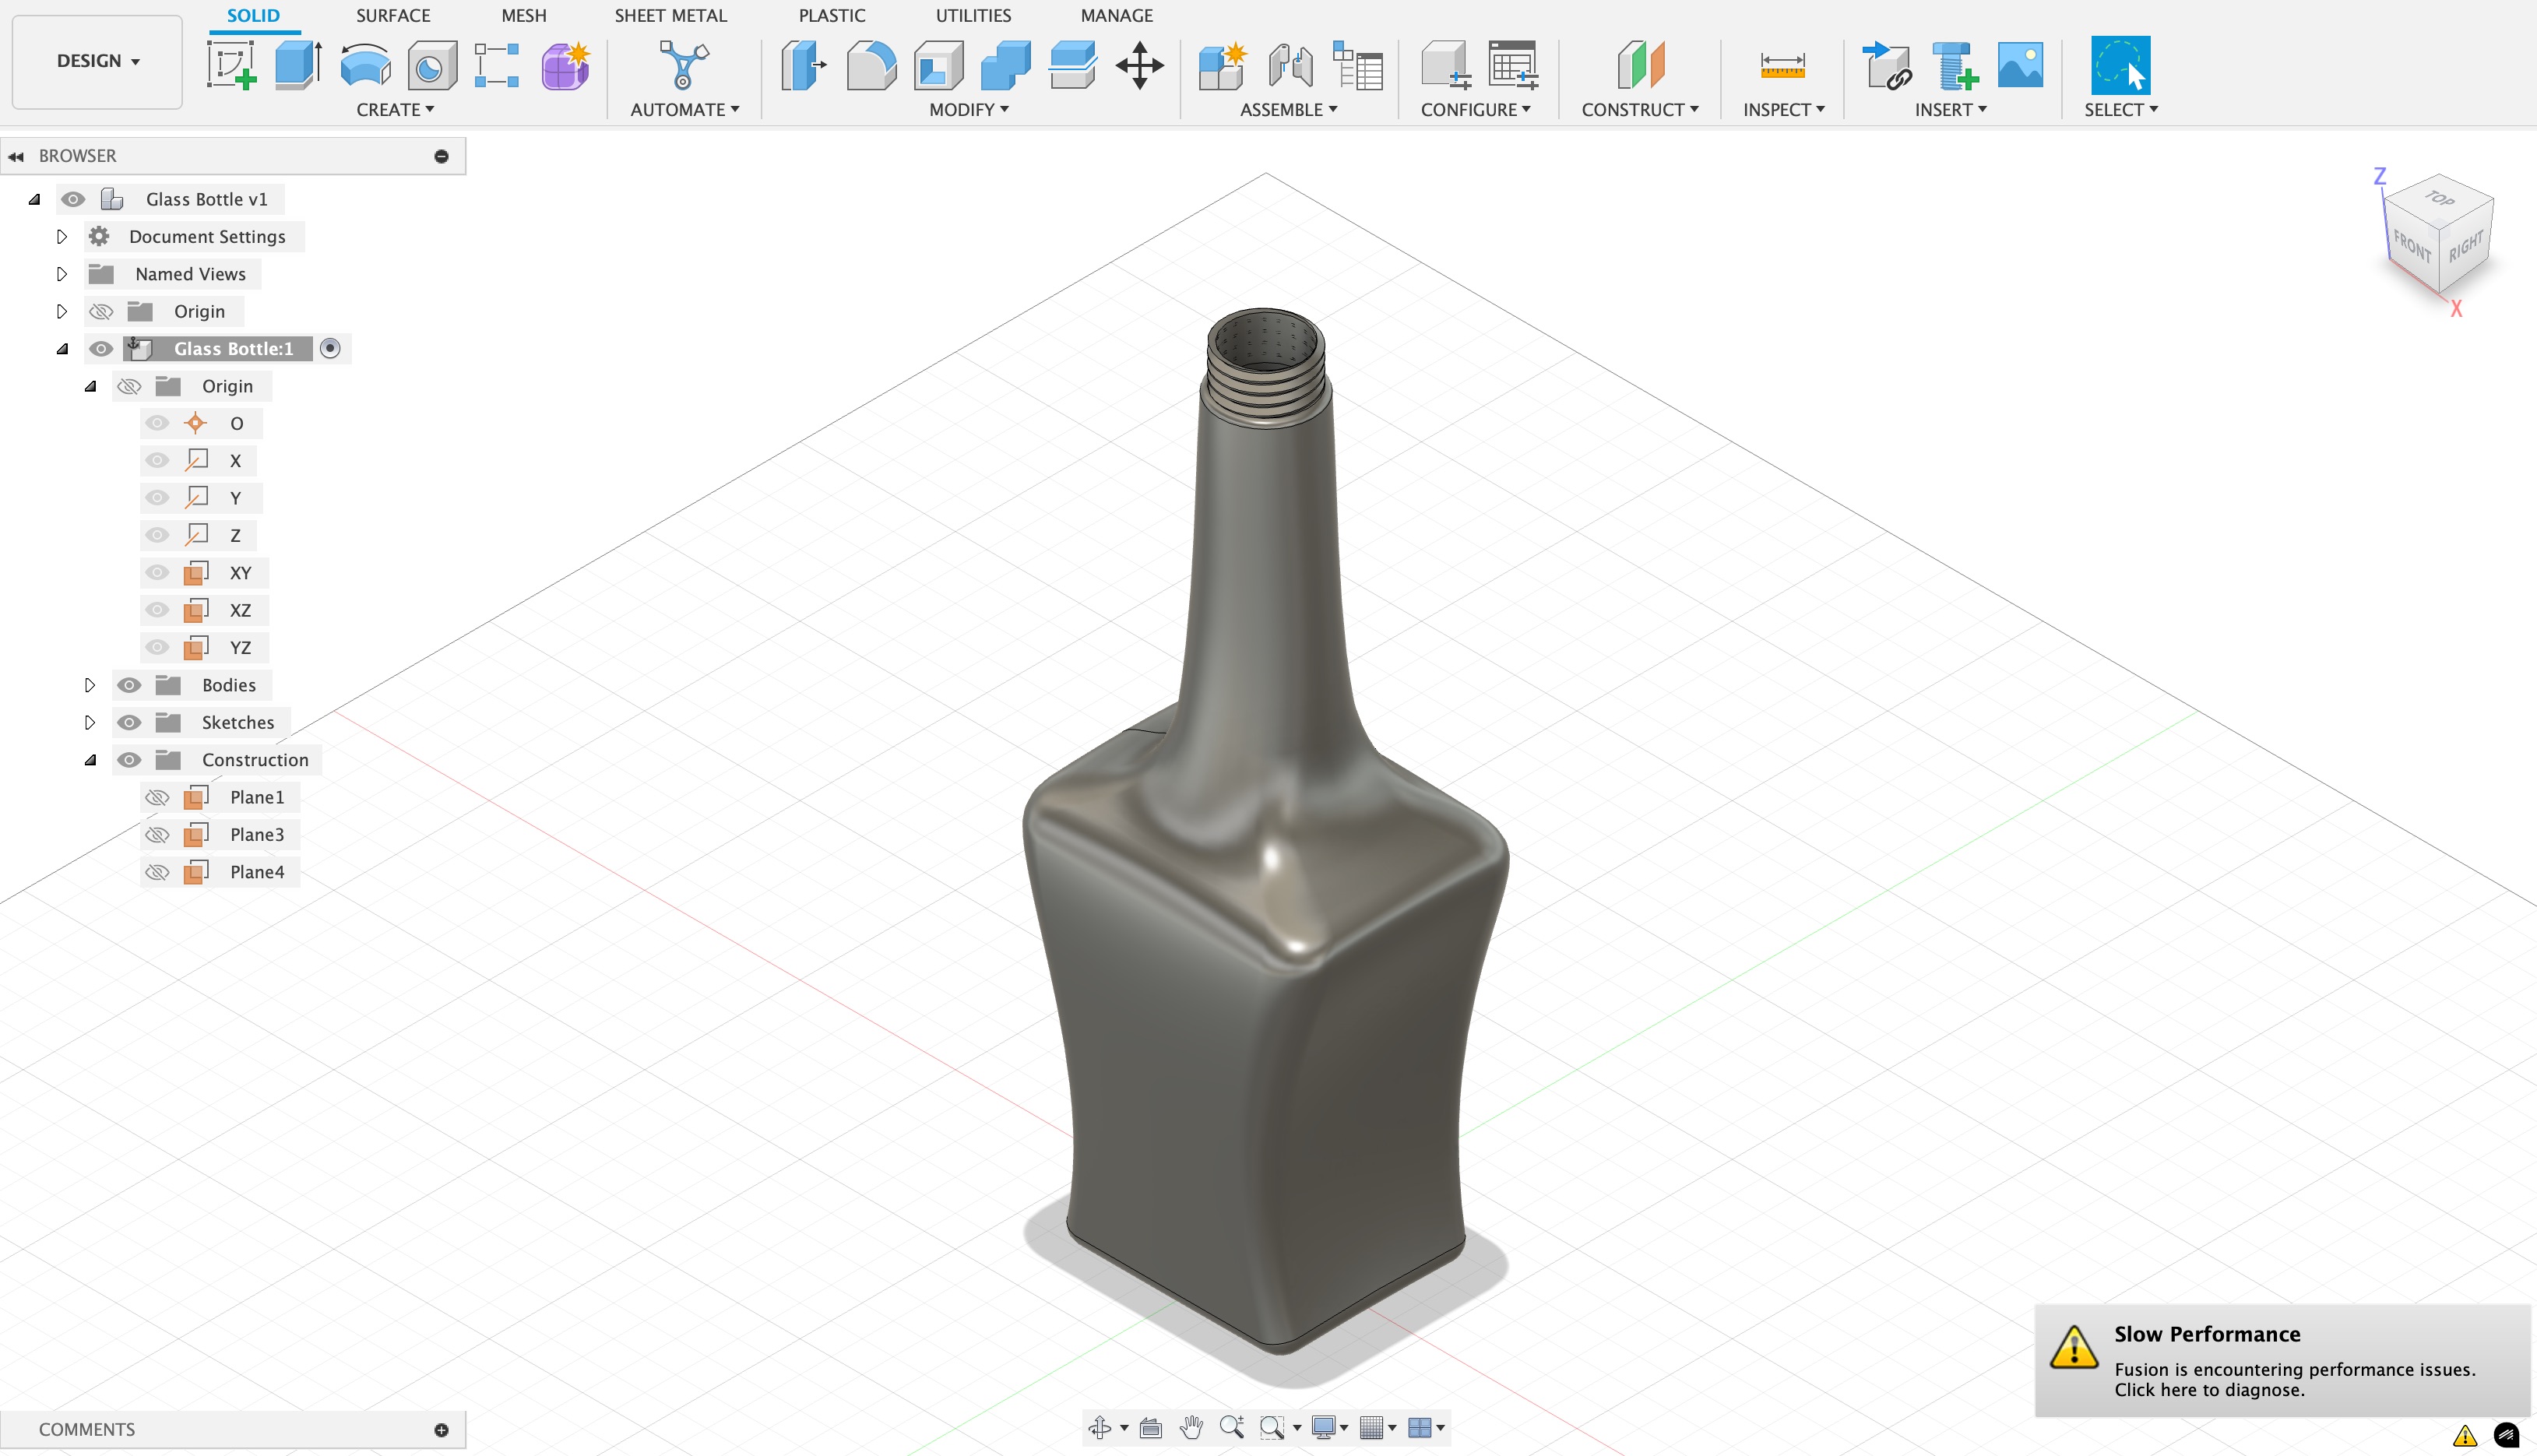 SOLID SURFACE MESH SHEET METAL PLASTIC UTILITIES MANAGE
DESIGN
CREATE AUTOMATE MODIFY ASSEMBLE CONFIGURE CONSTRUCT INSPECT INSERT SELECT
BROWSER
Glass Bottle v1
Document Settings
Named Views
Origin
Glass Bottle:1
Origin
O
X
Y
Z
XY
XZ
YZ
Bodies
Sketches
Construction
Plane1
Plane3
Plane4
Z
TOP
FRONT
RIGHT
X
Slow Performance
Fusion is encountering performance issues.
Click here to diagnose.
COMMENTS